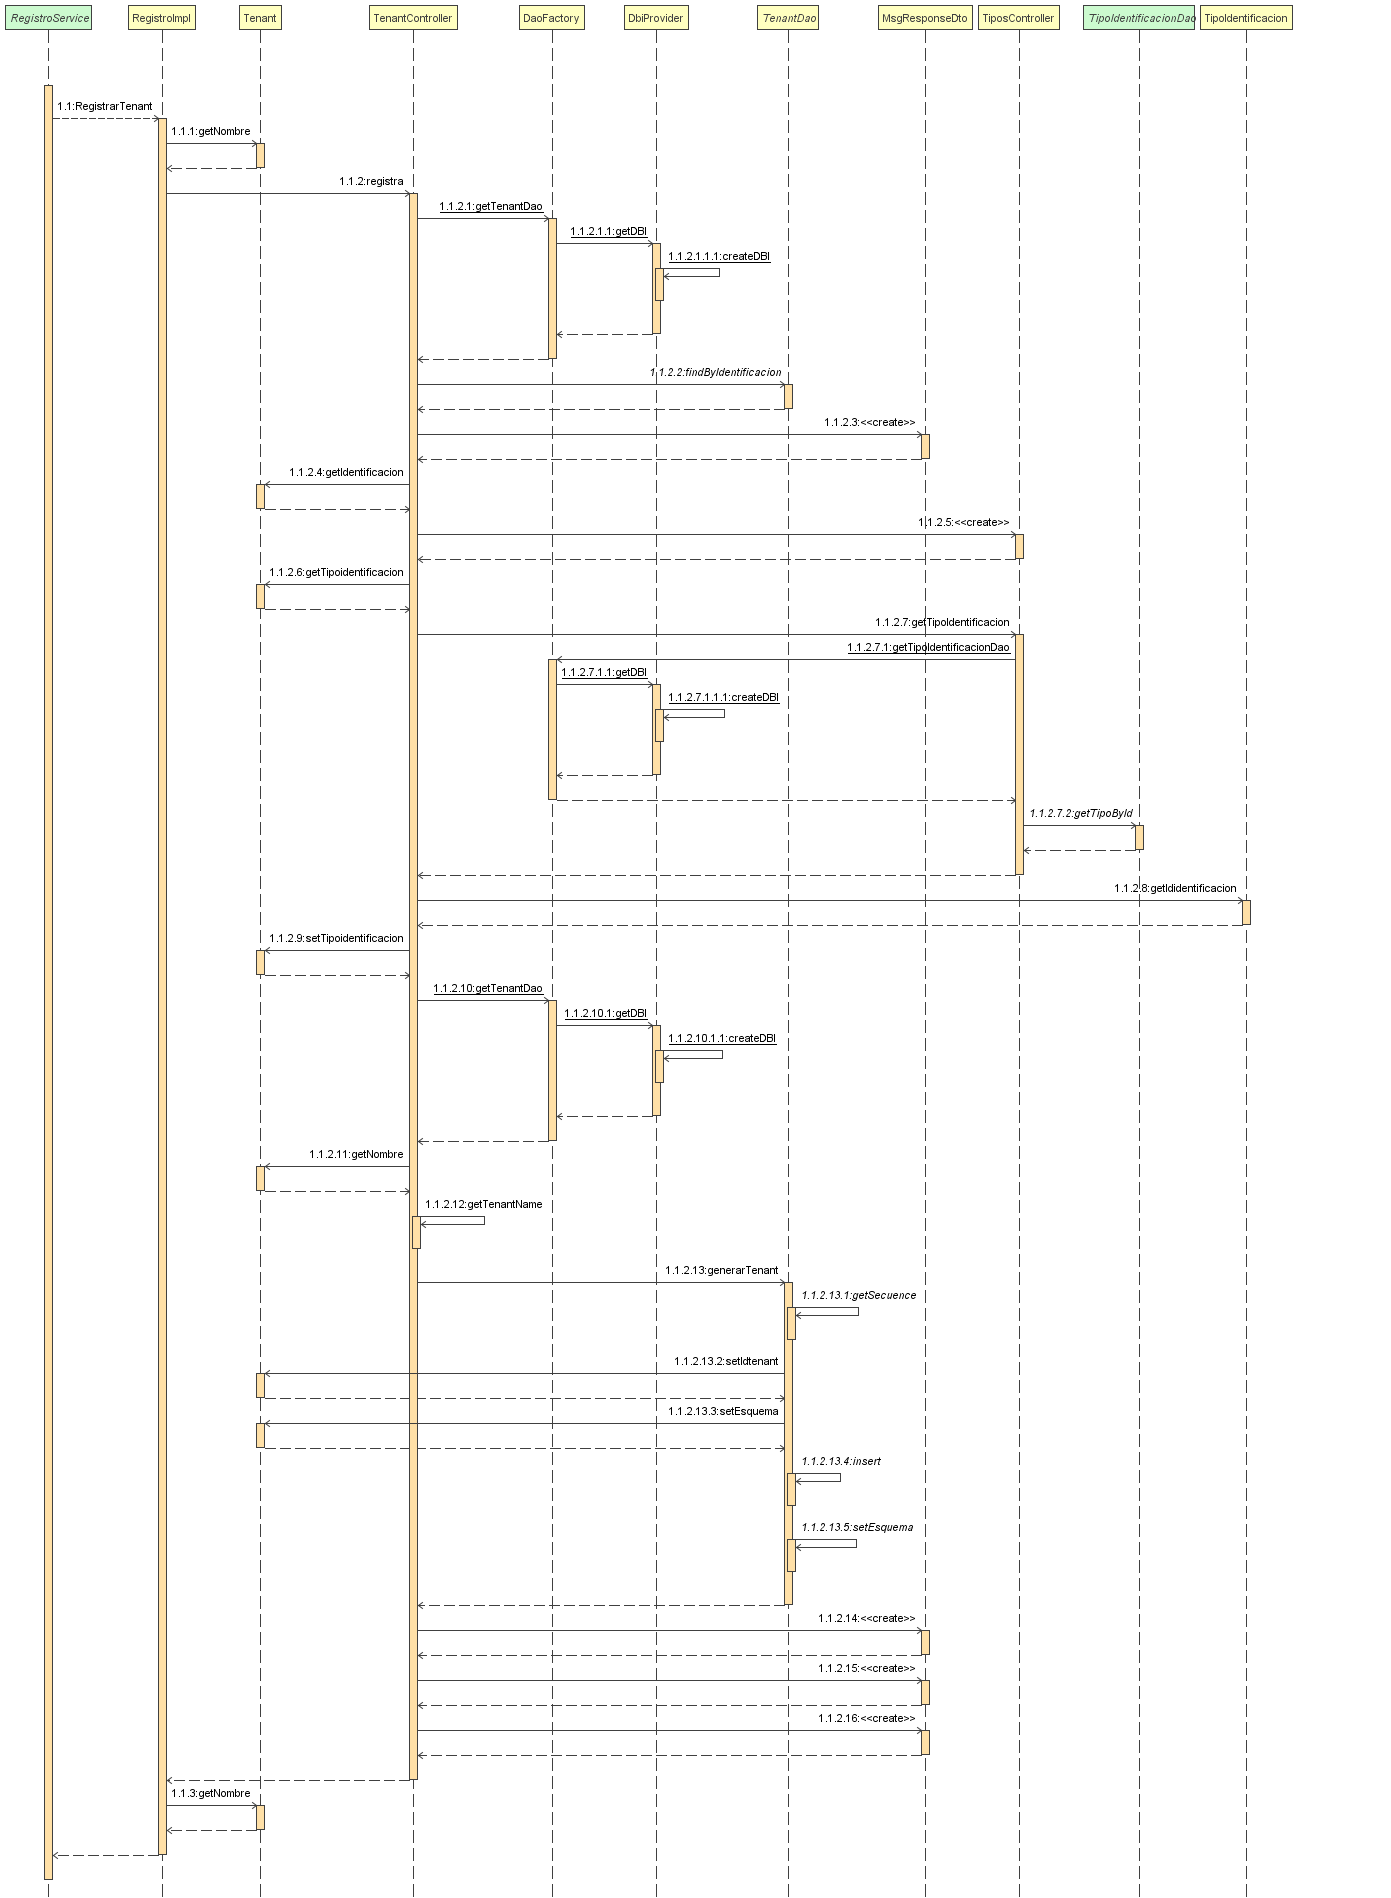 RegistroService
RegistroImpl
Tenant
TenantController
DaoFactory
DbiProvider
TenantDao
MsgResponseDto
TiposController
TipoIdentificacionDao
TipoIdentificacion
1.1:RegistrarTenant
1.1.1:getNombre
1.1.2:registra
1.1.2.1:getTenantDao
1.1.2.1.1:getDBI
1.1.2.1.1.1:createDBI
1.1.2.2:findByIdentificacion
1.1.2.3:<<create>>
1.1.2.4:getIdentificacion
1.1.2.5:<<create>>
1.1.2.6:getTipoidentificacion
1.1.2.7:getTipoIdentificacion
1.1.2.7.1:getTipoIdentificacionDao
1.1.2.7.1.1:getDBI
1.1.2.7.1.1.1:createDBI
1.1.2.7.2:getTipoById
1.1.2.8:getIdidentificacion
1.1.2.9:setTipoidentificacion
1.1.2.10:getTenantDao
1.1.2.10.1:getDBI
1.1.2.10.1.1:createDBI
1.1.2.11:getNombre
1.1.2.12:getTenantName
1.1.2.13:generarTenant
1.1.2.13.1:getSecuence
1.1.2.13.2:setIdtenant
1.1.2.13.3:setEsquema
1.1.2.13.4:insert
1.1.2.13.5:setEsquema
1.1.2.14:<<create>>
1.1.2.15:<<create>>
1.1.2.16:<<create>>
1.1.3:getNombre